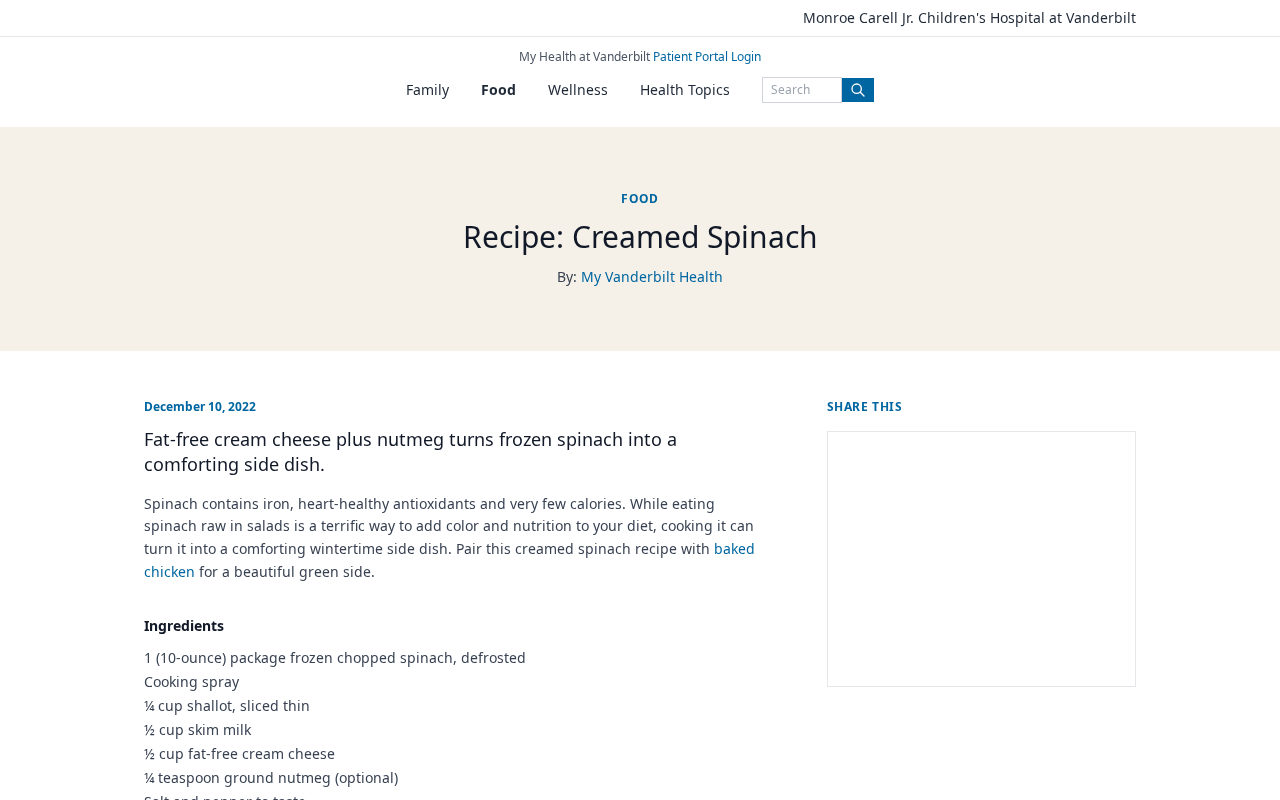 Monroe Carell Jr. Children's Hospital at Vanderbilt
My Health at Vanderbilt Patient Portal Login
Family Food Wellness Health Topics Search
FOOD
Recipe: Creamed Spinach
By: My Vanderbilt Health
December 10, 2022
Fat-free cream cheese plus nutmeg turns frozen spinach into a
comforting side dish.
Spinach contains iron, heart-healthy antioxidants and very few calories. While eating
spinach raw in salads is a terrific way to add color and nutrition to your diet, cooking it can
turn it into a comforting wintertime side dish. Pair this creamed spinach recipe with baked
chicken for a beautiful green side.
Ingredients
1 (10-ounce) package frozen chopped spinach, defrosted
Cooking spray
¼ cup shallot, sliced thin
½ cup skim milk
½ cup fat-free cream cheese
¼ teaspoon ground nutmeg (optional)
Salt and pepper to taste
SHARE THIS